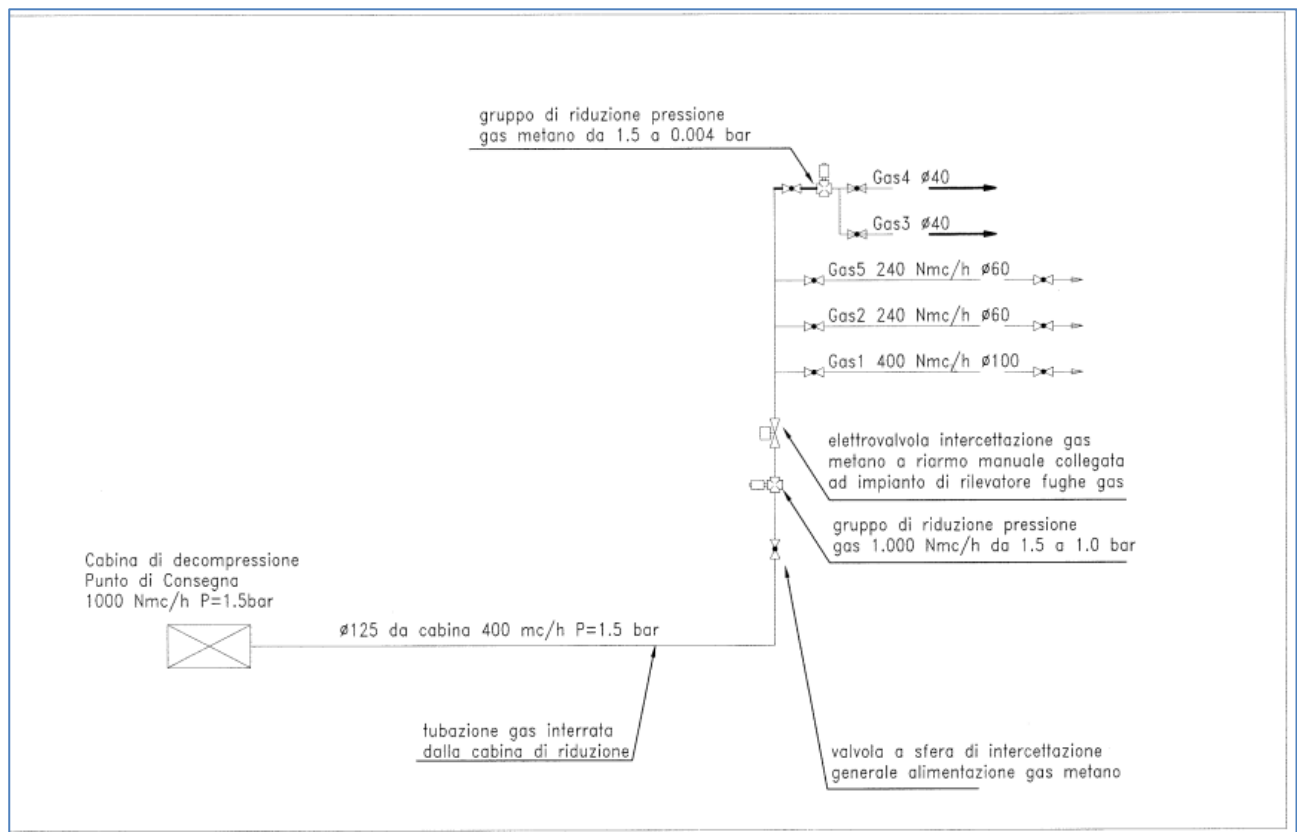 gruppo di riduzione pressione
gas metano da 1.5 a 0.004 bar
Gas4 ø40
Gas3 ø40
Gas5 240 Nmc/h ø60
Gas2 240 Nmc/h ø60
Gas1 400 Nmc/h ø100
elettrovalvola intercettazione gas
metano a riarmo manuale collegata
ad impianto di rilevatore fughe gas
gruppo di riduzione pressione
gas 1.000 Nmc/h da 1.5 a 1.0 bar
Cabina di decompressione
Punto di Consegna
1000 Nmc/h P=1.5bar
ø125 da cabina 400 mc/h P=1.5 bar
tubazione gas interrata
dalla cabina di riduzione
valvola a sfera di intercettazione
generale alimentazione gas metano